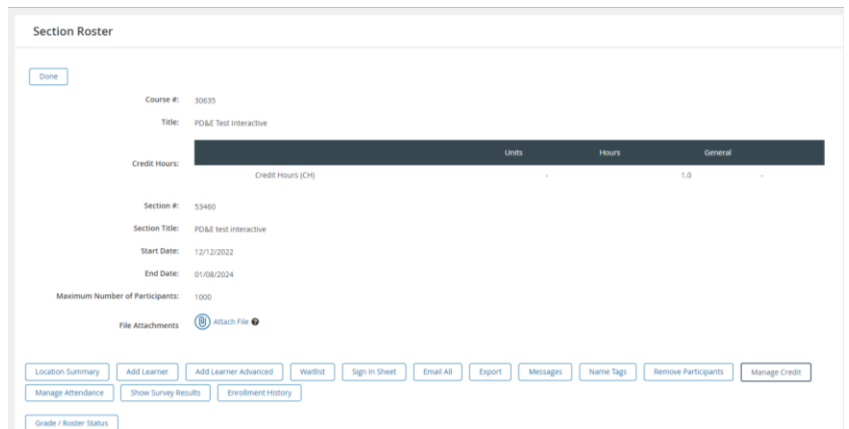 Section Roster
Done
Course #: 30835
Title: PD&E Test Interactive
Units Hours General
Credit Hours:
Credit Hours (CH) - 1.0 -
Section #: 53460
Section Title: PD&E test interactive
Start Date: 12/12/2022
End Date: 01/08/2024
Maximum Number of Participants: 1000
File Attachments Attach File ?
Location Summary Add Learner Add Learner Advanced Waitlist Sign In Sheet Email All Export Messages Name Tags Remove Participants Manage Credit
Manage Attendance Show Survey Results Enrollment History
Grade / Roster Status